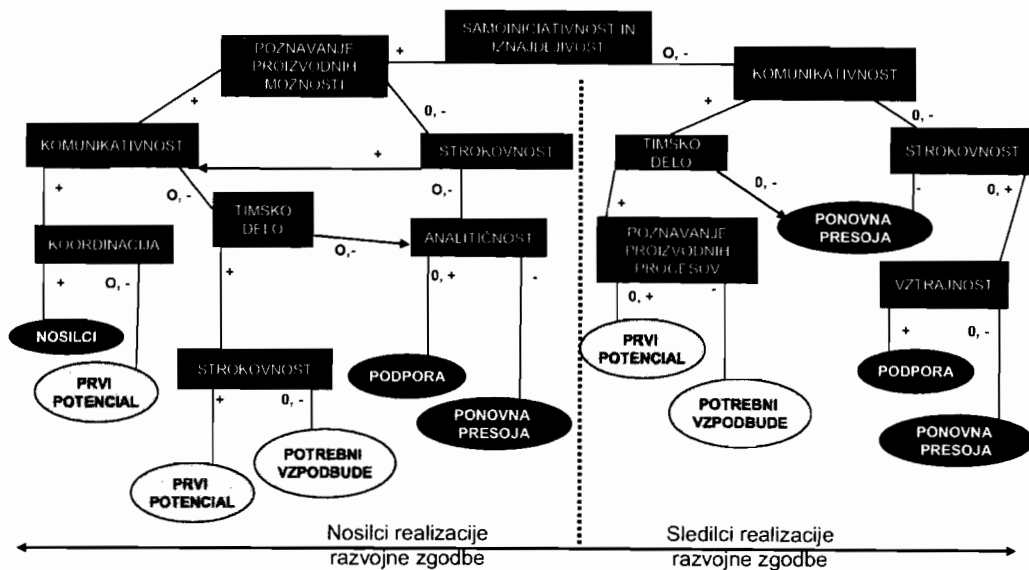 SAMOINICIATIVNOST IN
IZNAJDLJIVOST
+
O, -
POZNAVANJE
PROIZVODNIH
MOŽNOSTI
KOMUNIKATIVNOST
+
0, -
+
0, -
KOMUNIKATIVNOST
+
STROKOVNOST
TIMSKO
DELO
STROKOVNOST
+
O, -
O, -
+
0, -
-
0, +
KOORDINACIJA
TIMSKO
DELO
ANALITIČNOST
POZNAVANJE
PROIZVODNIH
PROCESOV
PONOVNA
PRESOJA
+
O, -
+
O, -
0, +
-
0, +
-
VZTRAJNOST
NOSILCI
PRVI
POTENCIAL
+
0, -
PRVI
POTENCIAL
STROKOVNOST
PODPORA
PODPORA
+
0, -
PONOVNA
PRESOJA
POTREBNI
VZPODBUDE
PONOVNA
PRESOJA
POTREBNI
VZPODBUDE
PRVI
POTENCIAL
Nosilci realizacije
razvojne zgodbe
Sledilci realizacije
razvojne zgodbe